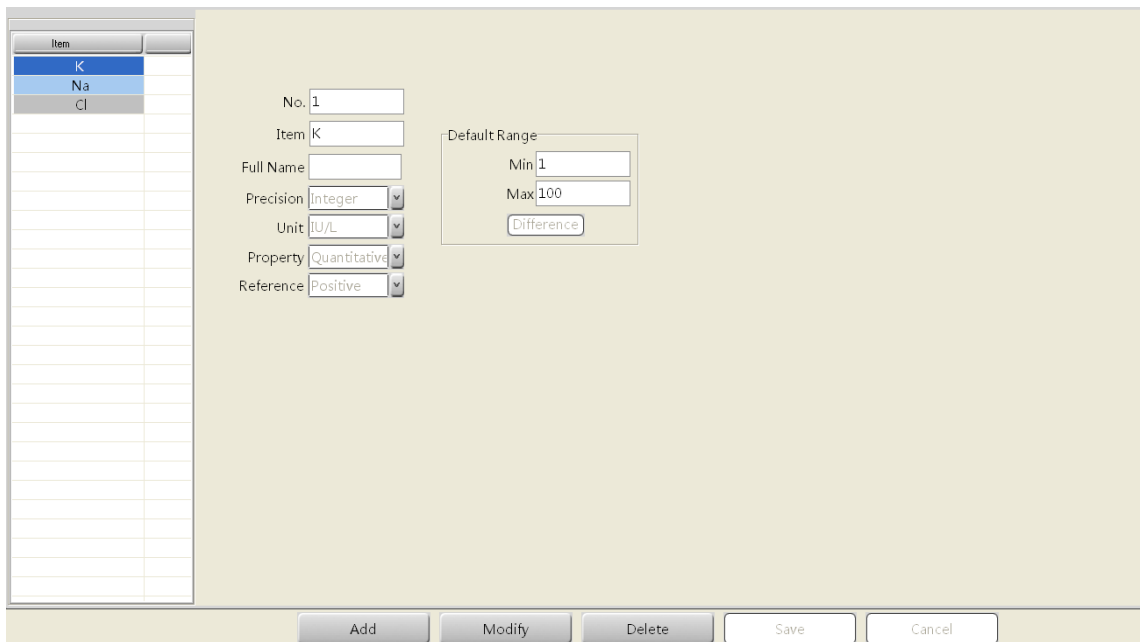 Item
K
Na
Cl
No. 1
Item K
Full Name
Precision Integer
Unit IU/L
Property Quantitative
Reference Positive
Default Range
Min 1
Max 100
Difference
Add Modify Delete Save Cancel